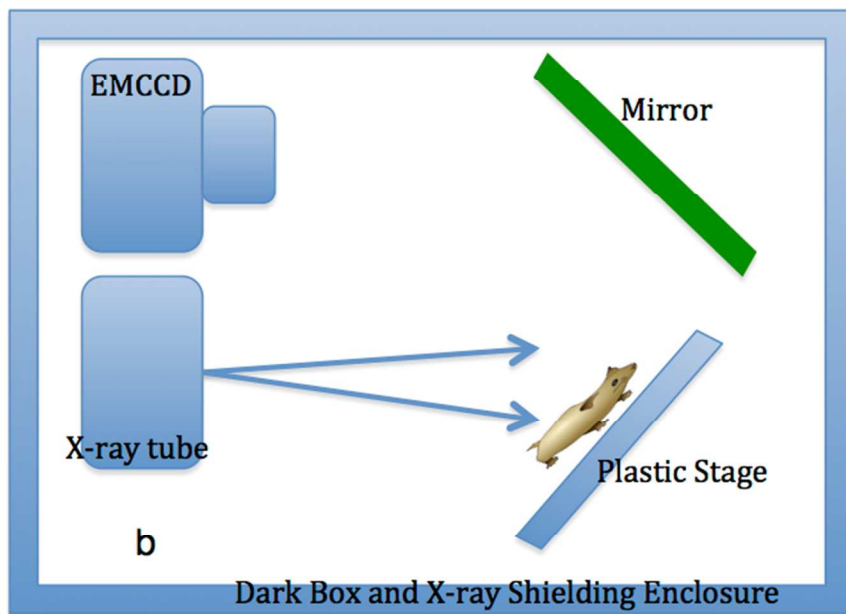 EMCCD
Mirror
X-ray tube
Plastic Stage
b
Dark Box and X-ray Shielding Enclosure